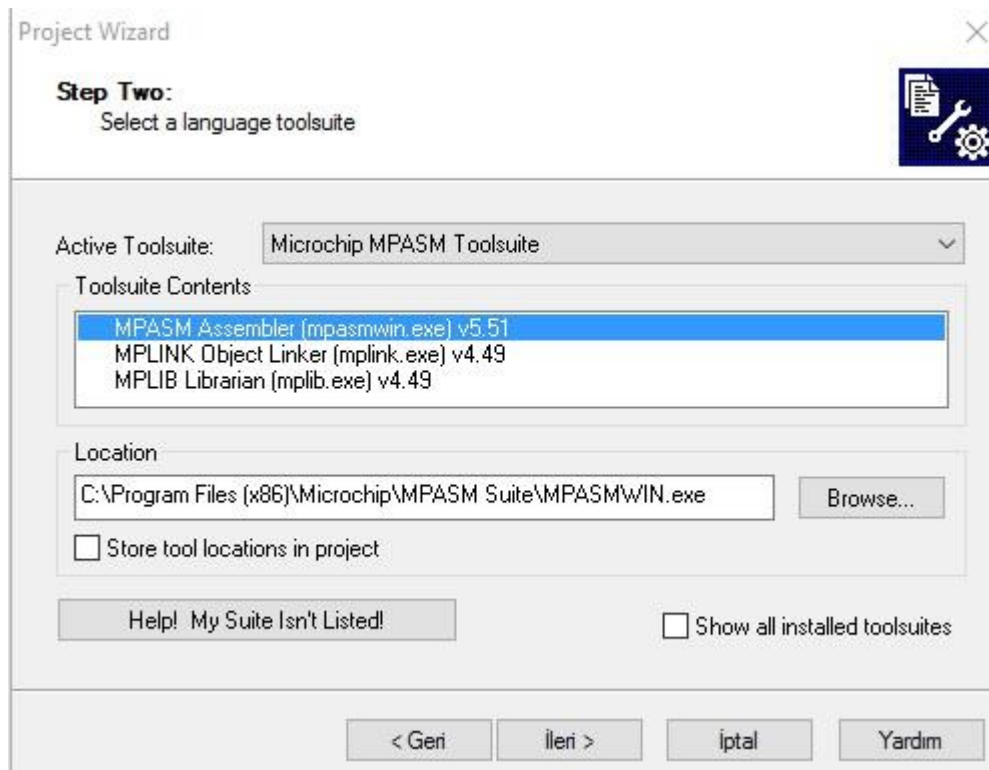 Project Wizard
Step Two:
Select a language toolsuite
Active Toolsuite: Microchip MPASM Toolsuite
Toolsuite Contents
MPASM Assembler (mpasmwin.exe) v5.51
MPLINK Object Linker (mplink.exe) v4.49
MPLIB Librarian (mplib.exe) v4.49
Location
C:\Program Files (x86)\Microchip\MPASM Suite\MPASMWIN.exe Browse...
Store tool locations in project
Help! My Suite Isn't Listed! Show all installed toolsuites
< Geri İleri > İptal Yardım